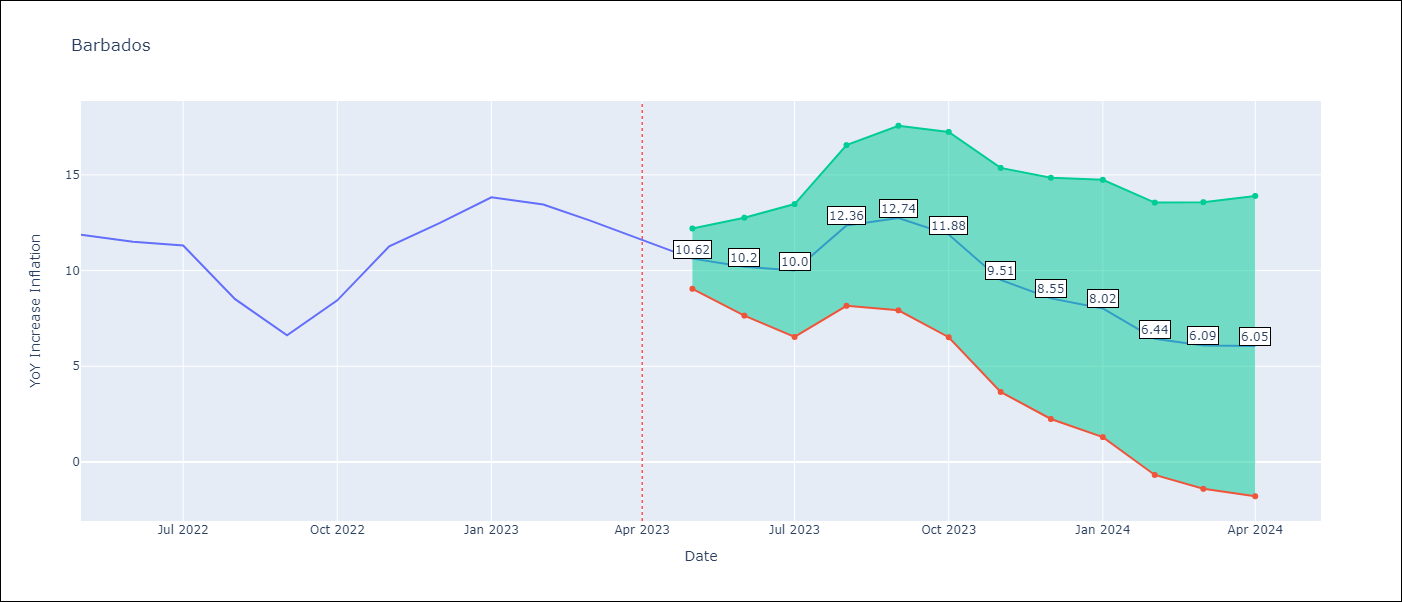 Barbados
YoY Increase Inflation
15
10
5
0
10.62
10.2
10.0
12.36
12.74
11.88
9.51
8.55
8.02
6.44
6.09
6.05
Jul 2022
Oct 2022
Jan 2023
Apr 2023
Jul 2023
Oct 2023
Jan 2024
Apr 2024
Date